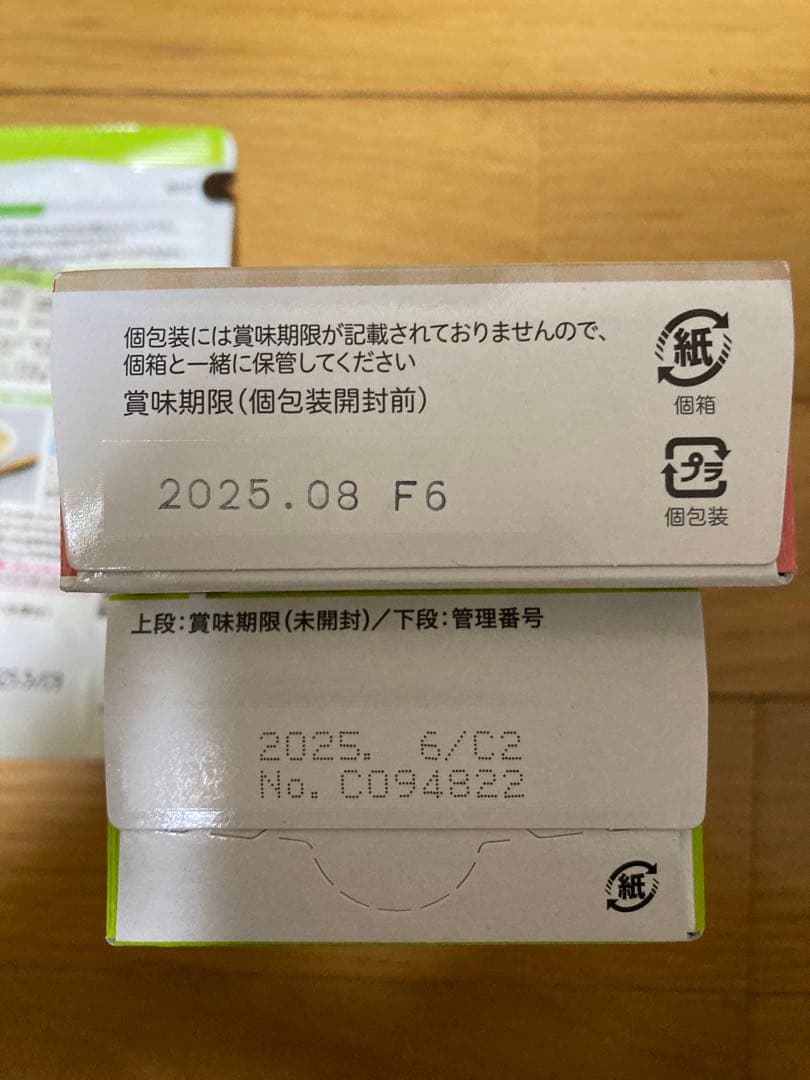 個包装には賞味期限が記載されておりませんので、
個箱と一緒に保管してください
賞味期限(個包装開封前)
2025.08 F6
紙
個箱
プラ
個包装
上段:賞味期限(未開封)/下段:管理番号
2025. 6/C2
No. C094822
紙